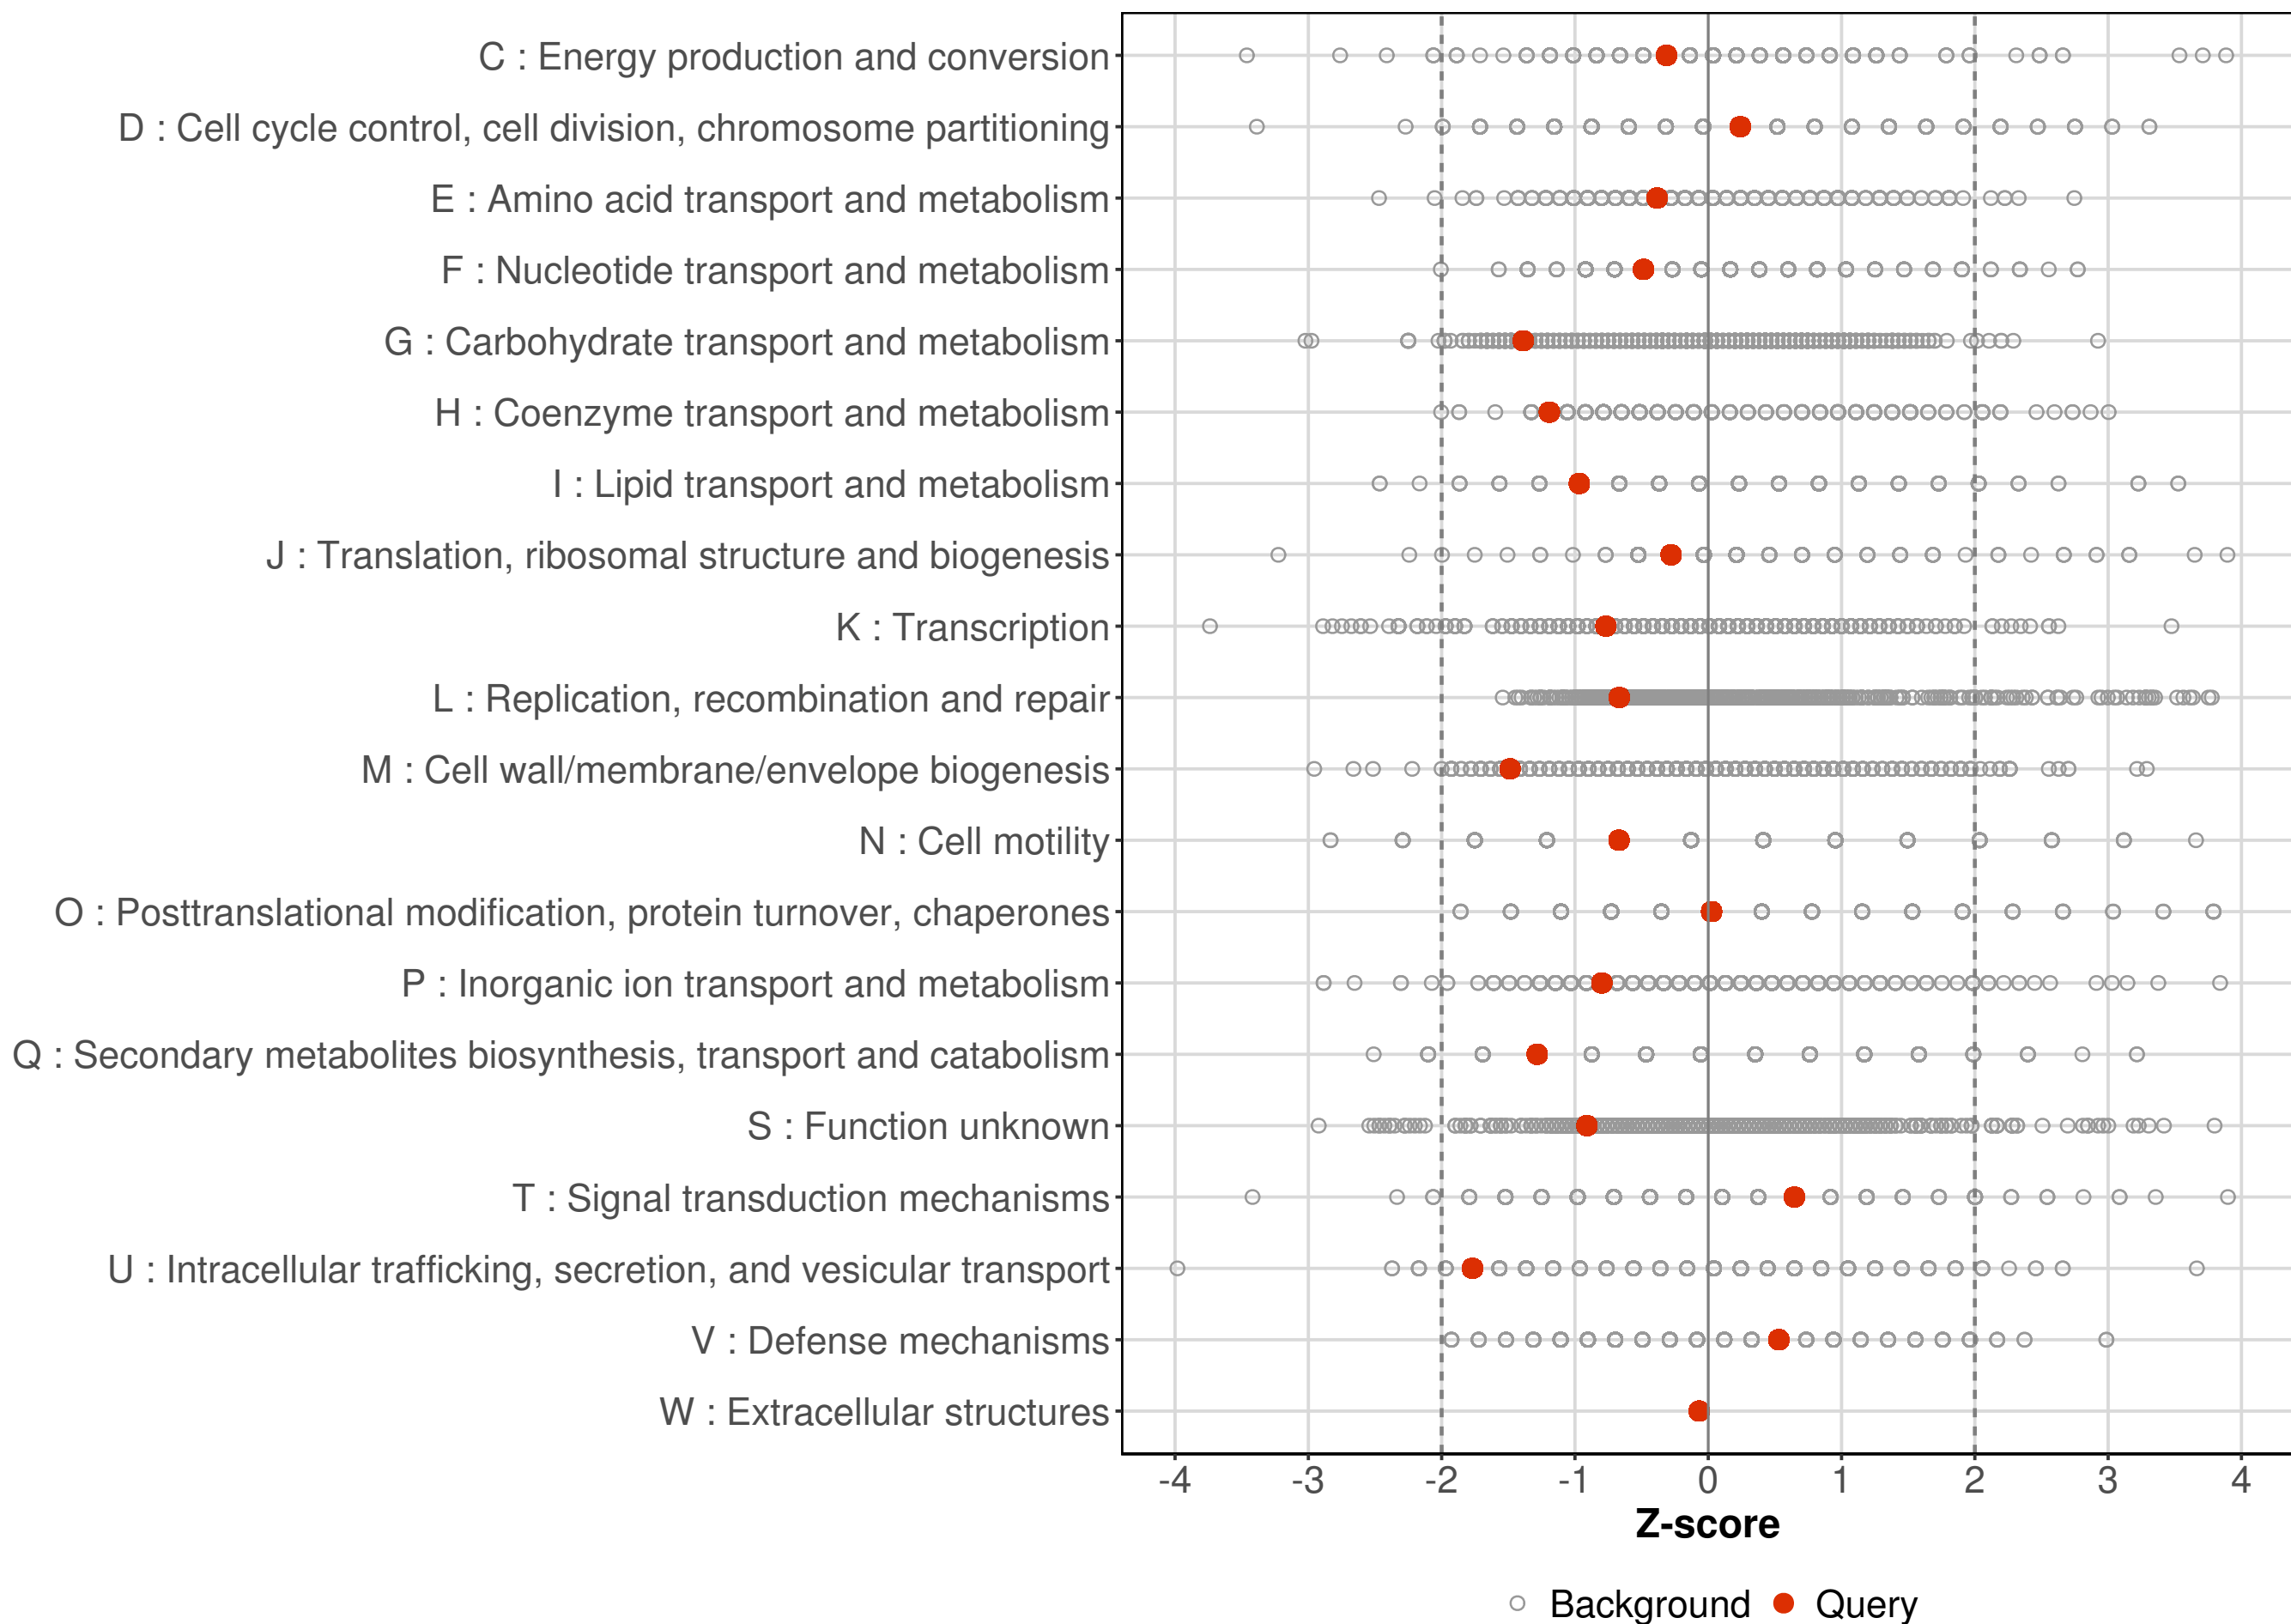 C : Energy production and conversion
D : Cell cycle control, cell division, chromosome partitioning
E : Amino acid transport and metabolism
F : Nucleotide transport and metabolism
G : Carbohydrate transport and metabolism
H : Coenzyme transport and metabolism
I : Lipid transport and metabolism
J : Translation, ribosomal structure and biogenesis
K : Transcription
L : Replication, recombination and repair
M : Cell wall/membrane/envelope biogenesis
N : Cell motility
O : Posttranslational modification, protein turnover, chaperones
P : Inorganic ion transport and metabolism
Q : Secondary metabolites biosynthesis, transport and catabolism
S : Function unknown
T : Signal transduction mechanisms
U : Intracellular trafficking, secretion, and vesicular transport
V : Defense mechanisms
W : Extracellular structures
-4 -3 -2 -1 0 1 2 3 4
Z-score
Background Query